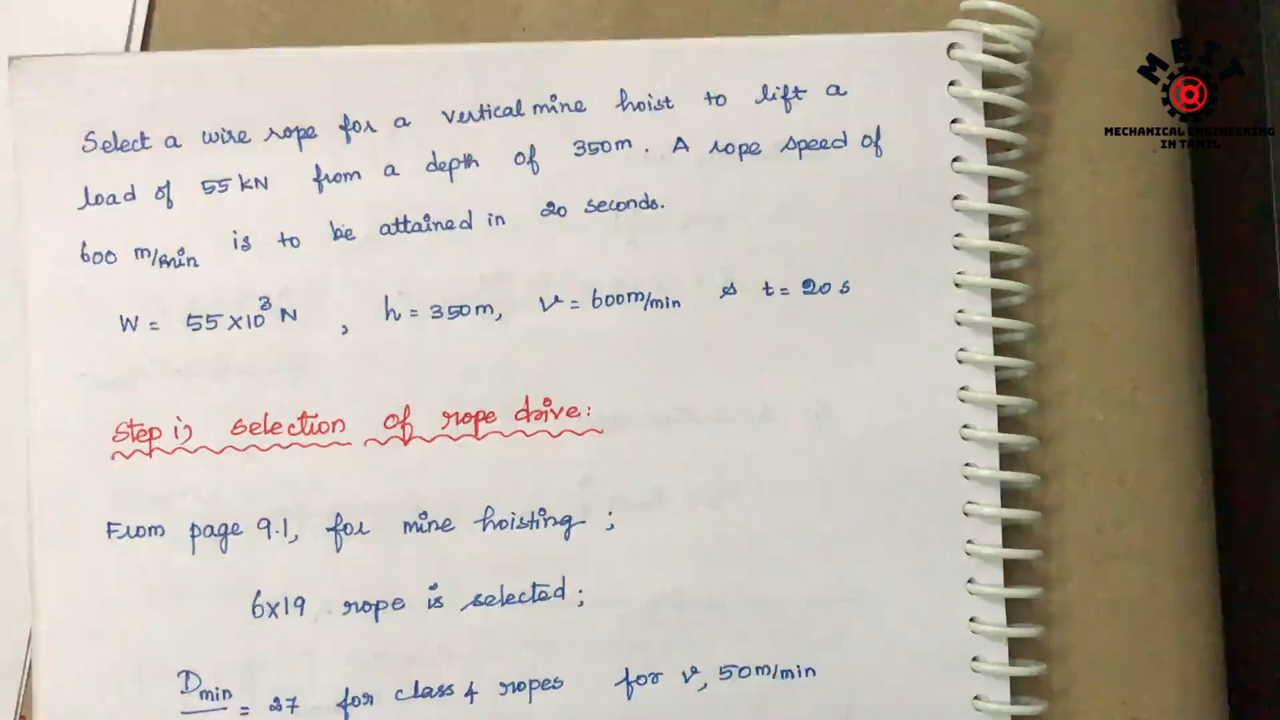 Select a wire rope for a vertical mine hoist to lift a
load of 55 kN from a depth of 350m. A rope speed of
600 m/min is to be attained in 20 seconds.
W = 55×10³ N , h = 350m, v = 600m/min & t = 20 s
Step i, selection of rope drive:
From page 9.1, for mine hoisting ;
6×19 rope is selected ;
Dmin = 27 for class 4 ropes for v, 50m/min
MEIT
MECHANICAL ENGINEERING
IN TAMIL